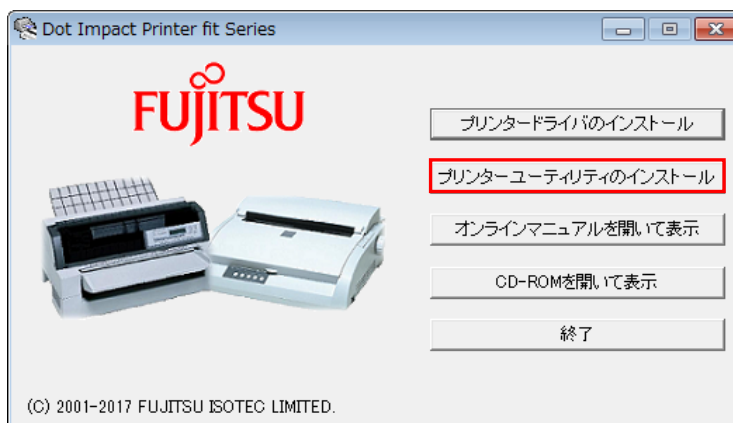 Dot Impact Printer fit Series
FUJITSU
プリンタードライバのインストール
プリンターユーティリティのインストール
オンラインマニュアルを開いて表示
CD-ROMを開いて表示
終了
(C) 2001-2017 FUJITSU ISOTEC LIMITED.